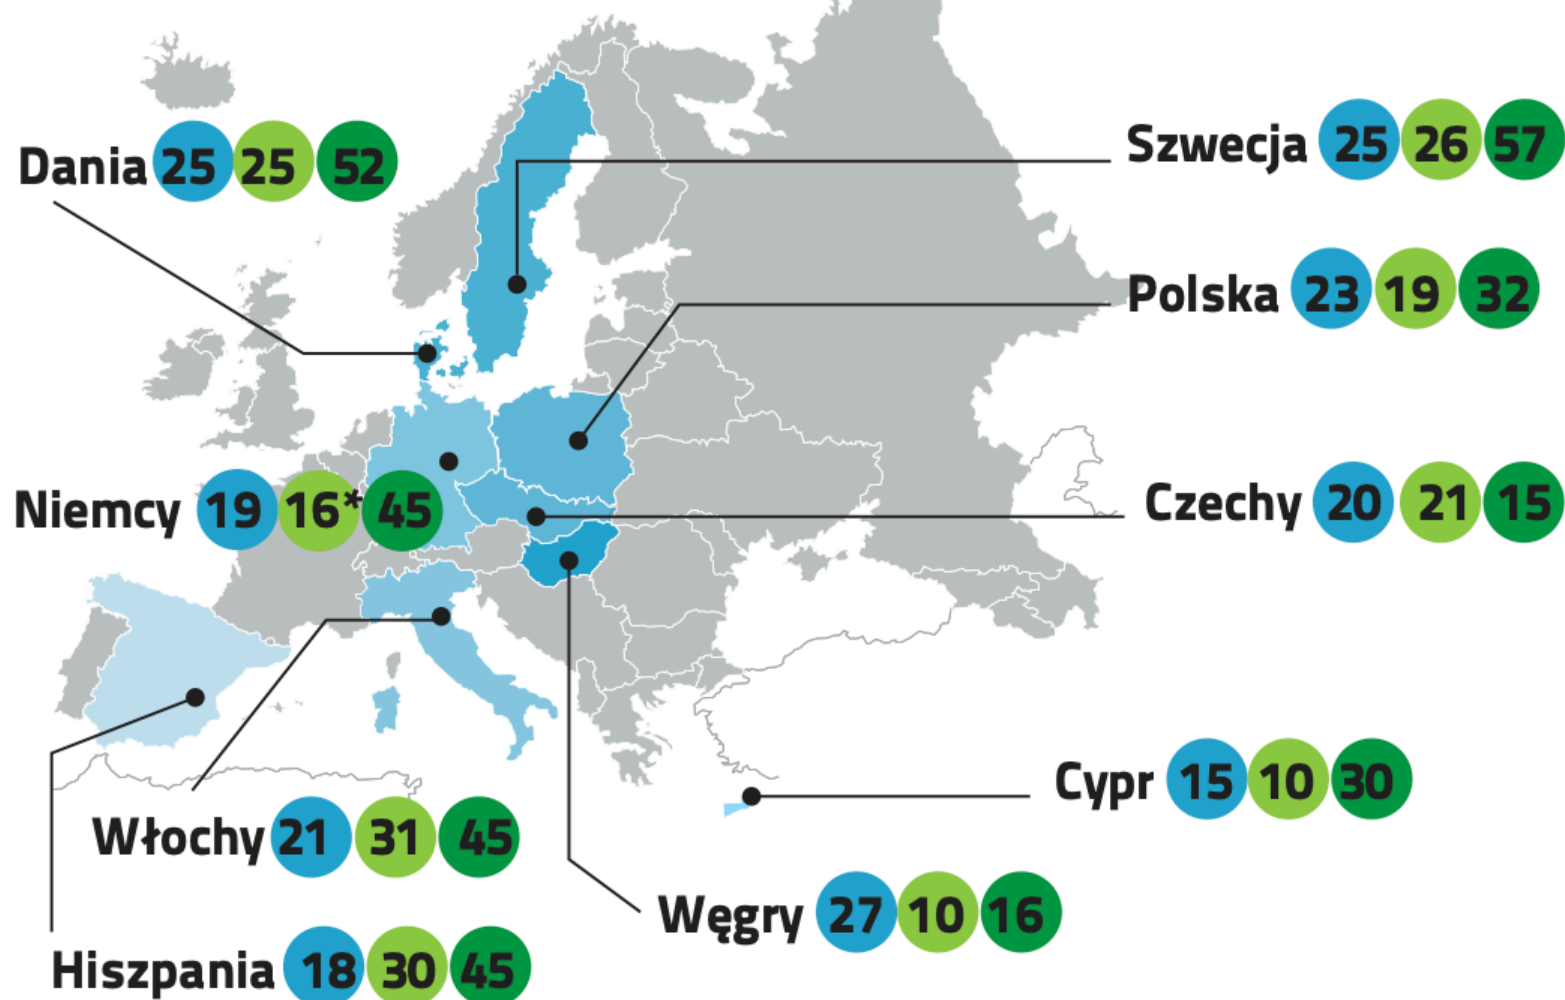 Dania 25 25 52
Szwecja 25 26 57
Polska 23 19 32
Niemcy 19 16* 45
Czechy 20 21 15
Cypr 15 10 30
Włochy 21 31 45
Węgry 27 10 16
Hiszpania 18 30 45